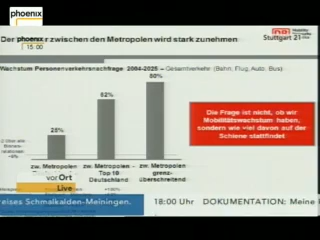 phoenix
phoenix
15:00
Der zwischen den Metropolen wird stark zunehmen
Stuttgart 21
Wachstum Personenverkehrsnachfrage 2004-2025 – Gesamtverkehr (Bahn, Flug, Auto, Bus)
80%
62%
25%
Die Frage ist nicht, ob wir
Mobilitätswachstum haben,
sondern wie viel davon auf der
Schiene stattfindet
zw. Metropolen -
Top 10
Deutschland
zw. Metropolen
grenz-
überschreitend
vor Ort
Live
eises Schmalkalden-Meiningen.
18:00 Uhr DOKUMENTATION: Meine